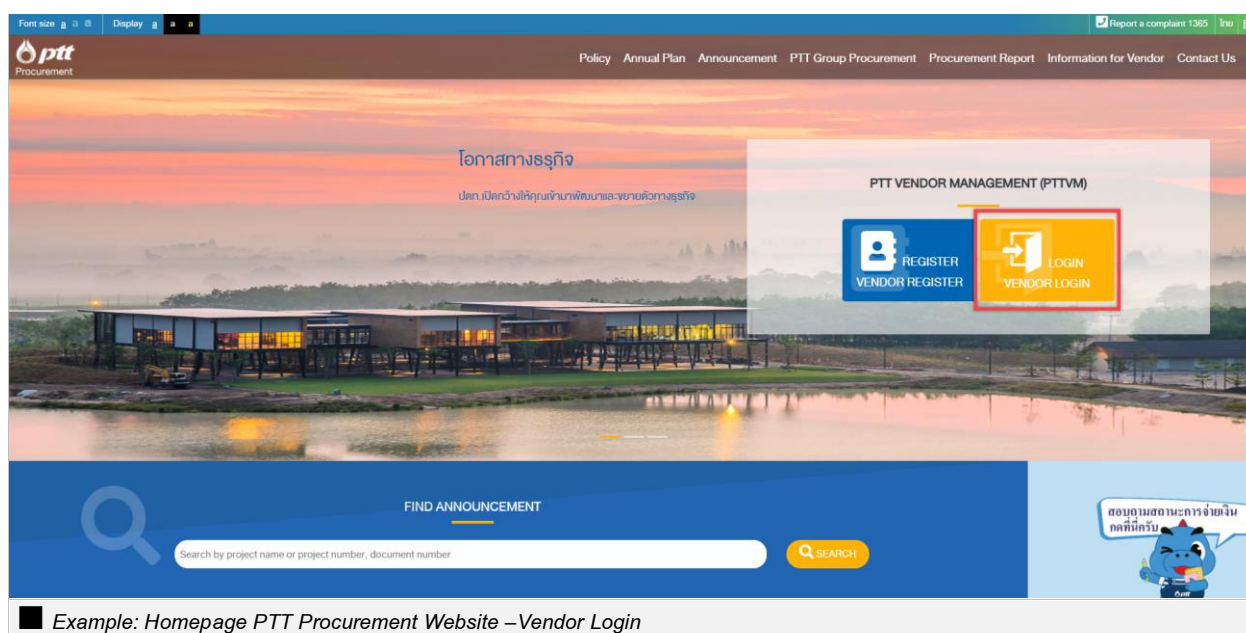 Font size a a a Display a a a Report a complaint 1365 ไทย
ptt
Procurement
Policy Annual Plan Announcement PTT Group Procurement Procurement Report Information for Vendor Contact Us
โอกาสทางธุรกิจ
ปตท.เปิดกว้างให้คุณเข้ามาพัฒนาและขยายตัวทางธุรกิจ
PTT VENDOR MANAGEMENT (PTTVM)
REGISTER
VENDOR REGISTER
LOGIN
VENDOR LOGIN
FIND ANNOUNCEMENT
Search by project name or project number, document number
SEARCH
สอบถามสถานะการจ่ายเงิน
กดที่นี่ครับ
ptt
Example: Homepage PTT Procurement Website –Vendor Login